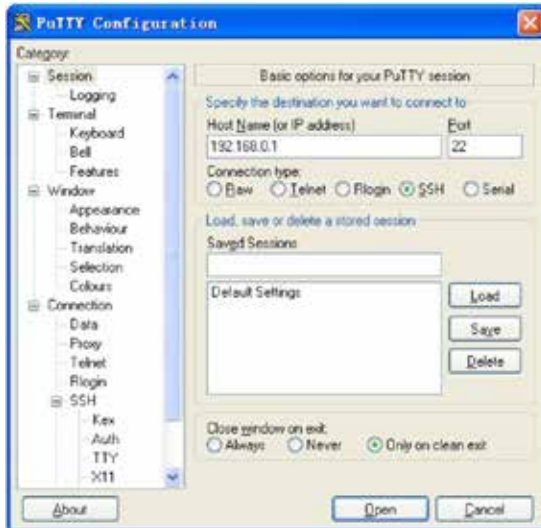 PuTTY Configuration
Category:
Session
Logging
Terminal
Keyboard
Bell
Features
Window
Appearance
Behaviour
Translation
Selection
Colours
Connection
Data
Proxy
Telnet
Rlogin
SSH
Kex
Auth
TTY
X11
Basic options for your PuTTY session
Specify the destination you want to connect to
Host Name (or IP address)
Port
192.168.0.1
22
Connection type:
Raw Telnet Rlogin SSH Serial
Load, save or delete a stored session
Saved Sessions
Default Settings
Load
Save
Delete
Close window on exit:
Always Never Only on clean exit
About
Open
Cancel